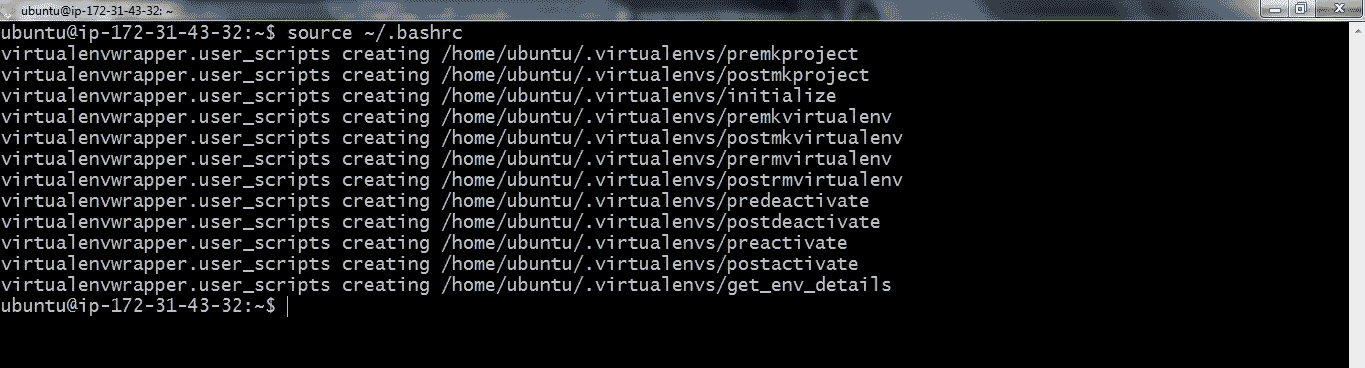 ubuntu@ip-172-31-43-32: ~
ubuntu@ip-172-31-43-32:~$ source ~/.bashrc
virtualenvwrapper.user_scripts creating /home/ubuntu/.virtualenvs/premkproject
virtualenvwrapper.user_scripts creating /home/ubuntu/.virtualenvs/postmkproject
virtualenvwrapper.user_scripts creating /home/ubuntu/.virtualenvs/initialize
virtualenvwrapper.user_scripts creating /home/ubuntu/.virtualenvs/premkvirtualenv
virtualenvwrapper.user_scripts creating /home/ubuntu/.virtualenvs/postmkvirtualenv
virtualenvwrapper.user_scripts creating /home/ubuntu/.virtualenvs/prermvirtualenv
virtualenvwrapper.user_scripts creating /home/ubuntu/.virtualenvs/postrmvirtualenv
virtualenvwrapper.user_scripts creating /home/ubuntu/.virtualenvs/predeactivate
virtualenvwrapper.user_scripts creating /home/ubuntu/.virtualenvs/postdeactivate
virtualenvwrapper.user_scripts creating /home/ubuntu/.virtualenvs/preactivate
virtualenvwrapper.user_scripts creating /home/ubuntu/.virtualenvs/postactivate
virtualenvwrapper.user_scripts creating /home/ubuntu/.virtualenvs/get_env_details
ubuntu@ip-172-31-43-32:~$